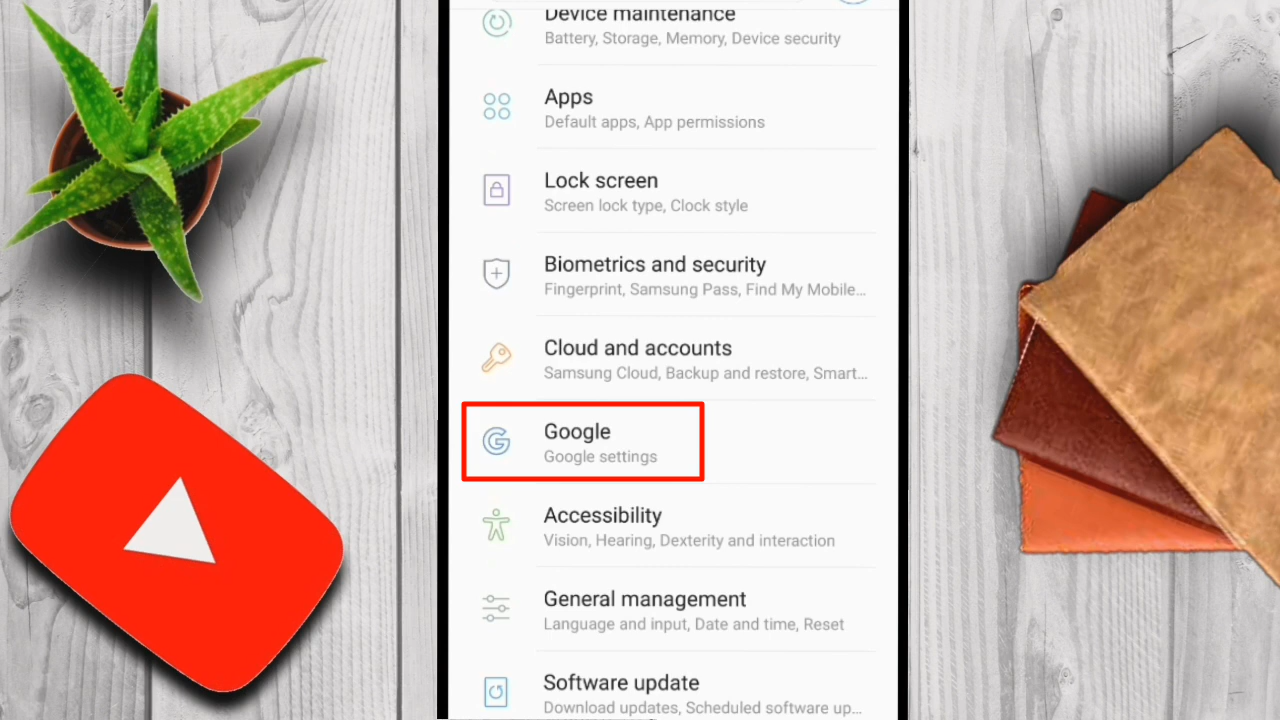 Device maintenance
Battery, Storage, Memory, Device security
Apps
Default apps, App permissions
Lock screen
Screen lock type, Clock style
Biometrics and security
Fingerprint, Samsung Pass, Find My Mobile...
Cloud and accounts
Samsung Cloud, Backup and restore, Smart...
Google
Google settings
Accessibility
Vision, Hearing, Dexterity and interaction
General management
Language and input, Date and time, Reset
Software update
Download updates, Scheduled software up...